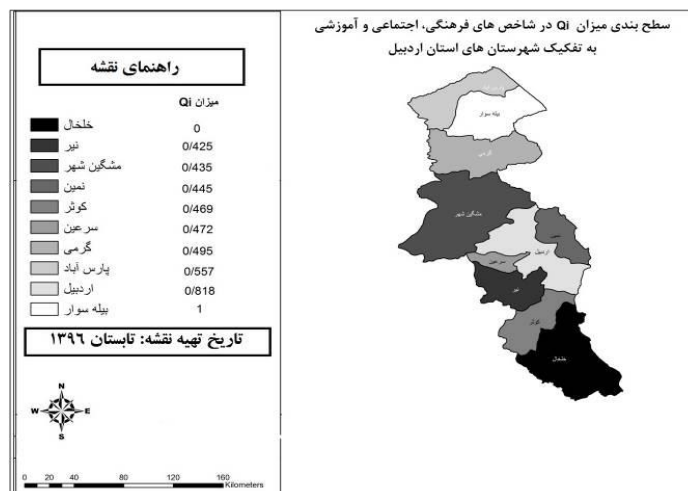 سطح بندی میزان Qi در شاخص های فرهنگی، اجتماعی و آموزشی
به تفکیک شهرستان های استان اردبیل
راهنمای نقشه
میزان Qi
خلخال 0
نیر 0/425
مشگین شهر 0/435
نمین 0/445
کوثر 0/469
سرعین 0/472
گرمی 0/495
پارس آباد 0/557
اردبیل 0/818
بیله سوار 1
تاریخ تهیه نقشه: تابستان ۱۳۹۶
N
W E
S
0 10 20 40 80 120 160
Kilometers
بیله سوار
گرمی
مشگین شهر
اردبیل
سرعین
نیر
کوثر
خلخال